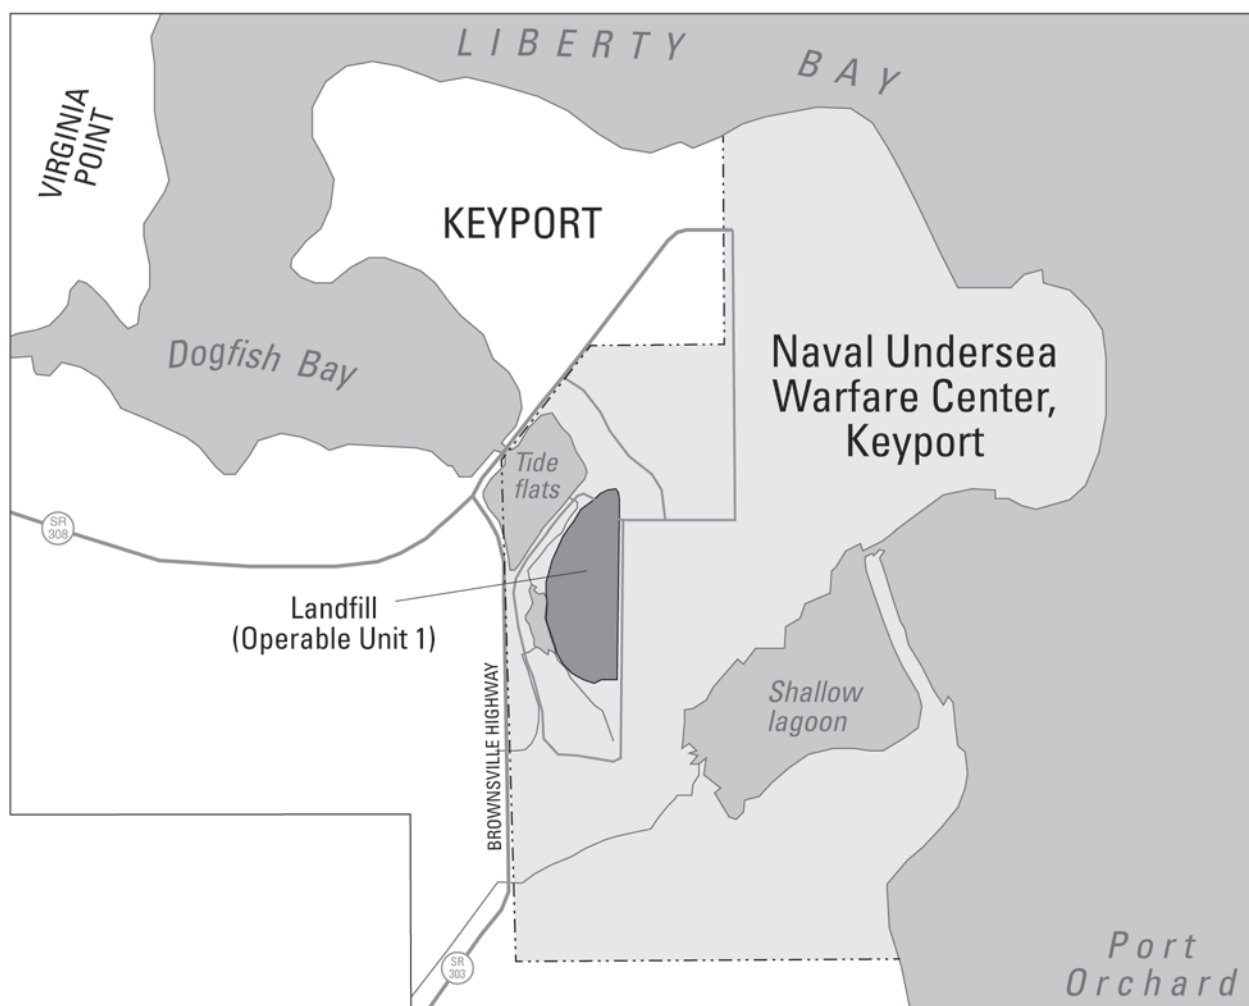 LIBERTY BAY
VIRGINIA
POINT
KEYPORT
Dogfish Bay
Naval Undersea
Warfare Center,
Keyport
Tide
flats
SR
308
Landfill
(Operable Unit 1)
BROWNSVILLE HIGHWAY
Shallow
lagoon
SR
303
Port
Orchard